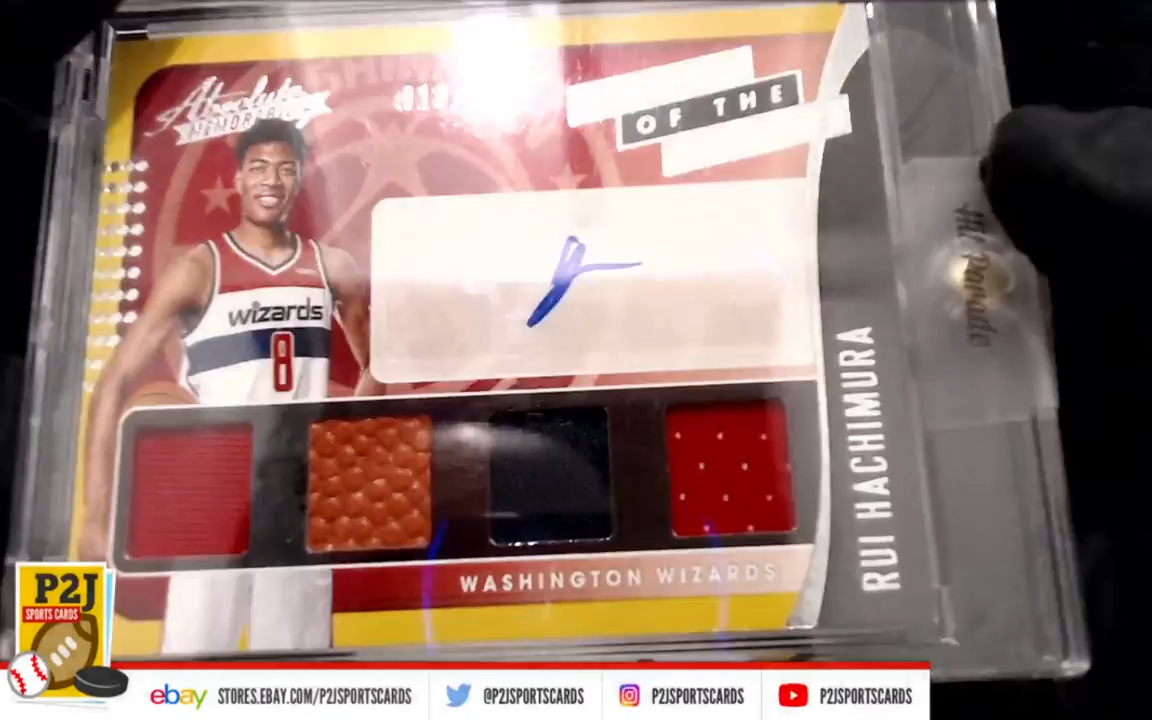 Absolute
MEMORABILIA
OF THE
wizards
8
RUI HACHIMURA
WASHINGTON WIZARDS
P2J
SPORTS CARDS
ebay STORES.EBAY.COM/P2JSPORTSCARDS
@P2JSPORTSCARDS
P2JSPORTSCARDS
P2JSPORTSCARDS